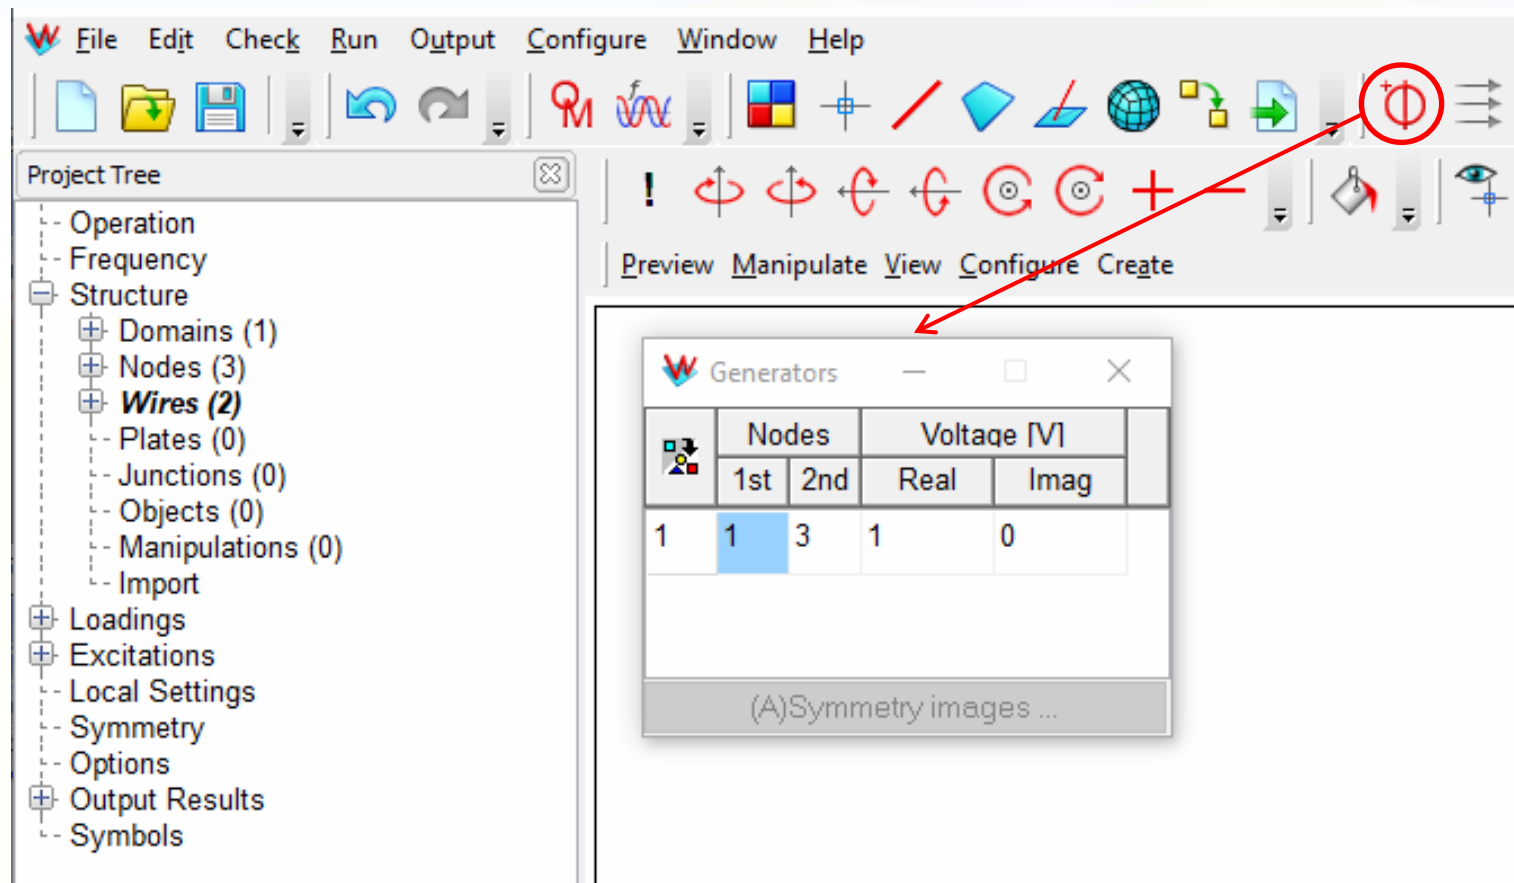 File Edit Check Run Output Configure Window Help
Project Tree
Operation
Frequency
Structure
Domains (1)
Nodes (3)
Wires (2)
Plates (0)
Junctions (0)
Objects (0)
Manipulations (0)
Import
Loadings
Excitations
Local Settings
Symmetry
Options
Output Results
Symbols
Preview Manipulate View Configure Create
Generators
Nodes Voltage [V]
1st 2nd Real Imag
1 1 3 1 0
(A)Symmetry images ...